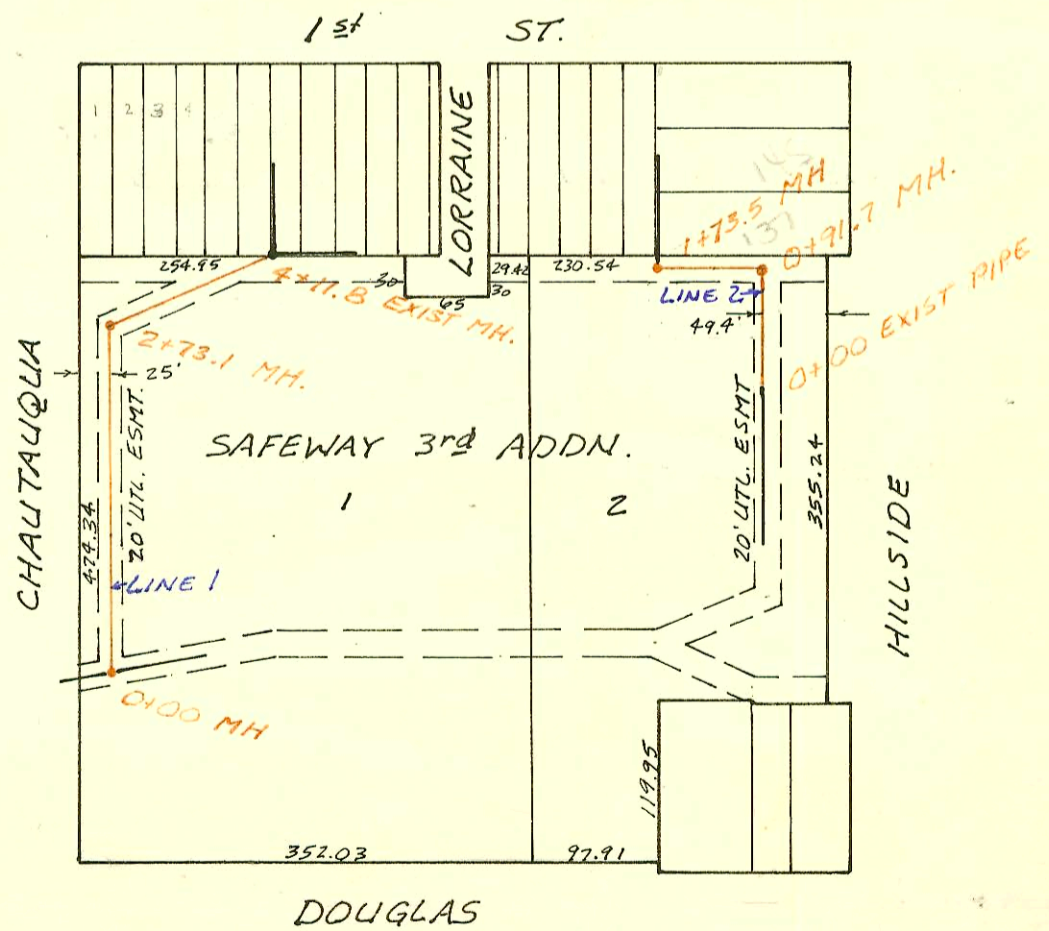 1st ST.
1 2 3 4
LORRAINE
145
137
1+73.5 MH
0+91.7 MH.
254.95
30
65
30
29.42
230.54
4+11.8 EXIST MH.
LINE 2
49.4'
0+00 EXIST PIPE
2+73.1 MH.
25'
CHAUTAUQUA
20' UTL. ESMT.
SAFEWAY 3rd ADDN.
1
2
20' UTL. ESMT
355.24
HILLSIDE
474.34
LINE 1
0+00 MH
119.95
352.03
97.91
DOUGLAS